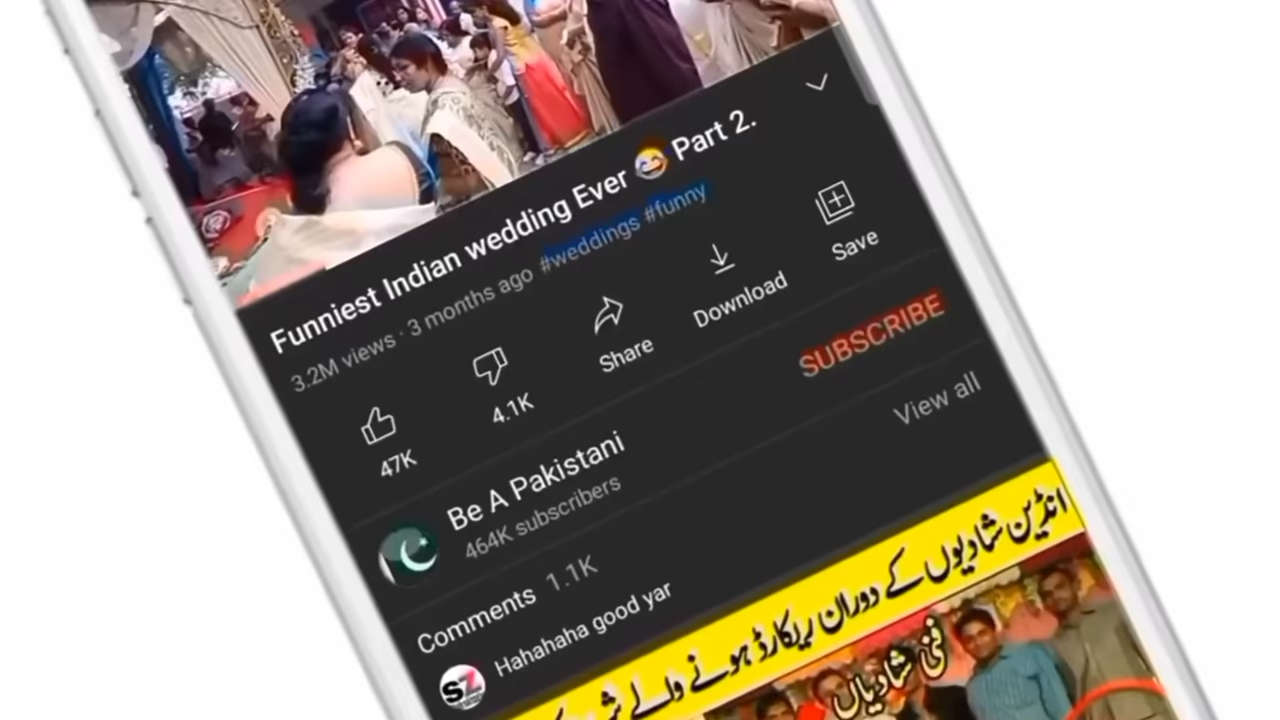 Funniest Indian wedding Ever 😂 Part 2.
3.2M views · 3 months ago #weddings #funny
47K
4.1K
Share
Download
Save
Be A Pakistani
464K subscribers
SUBSCRIBE
Comments 1.1K
View all
SZ
Hahahaha good yar
انڈین شادیوں کے دوران ریکارڈ ہونے والے
فنی شادیاں